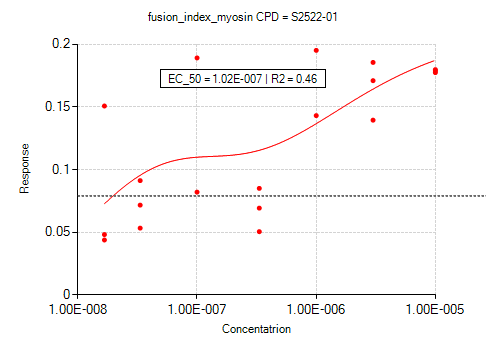 fusion_index_myosin CPD = S2522-01
0.2
EC_50 = 1.02E-007 | R2 = 0.46
0.15
Response
0.1
0.05
0
1.00E-008 1.00E-007 1.00E-006 1.00E-005
Concentatrion